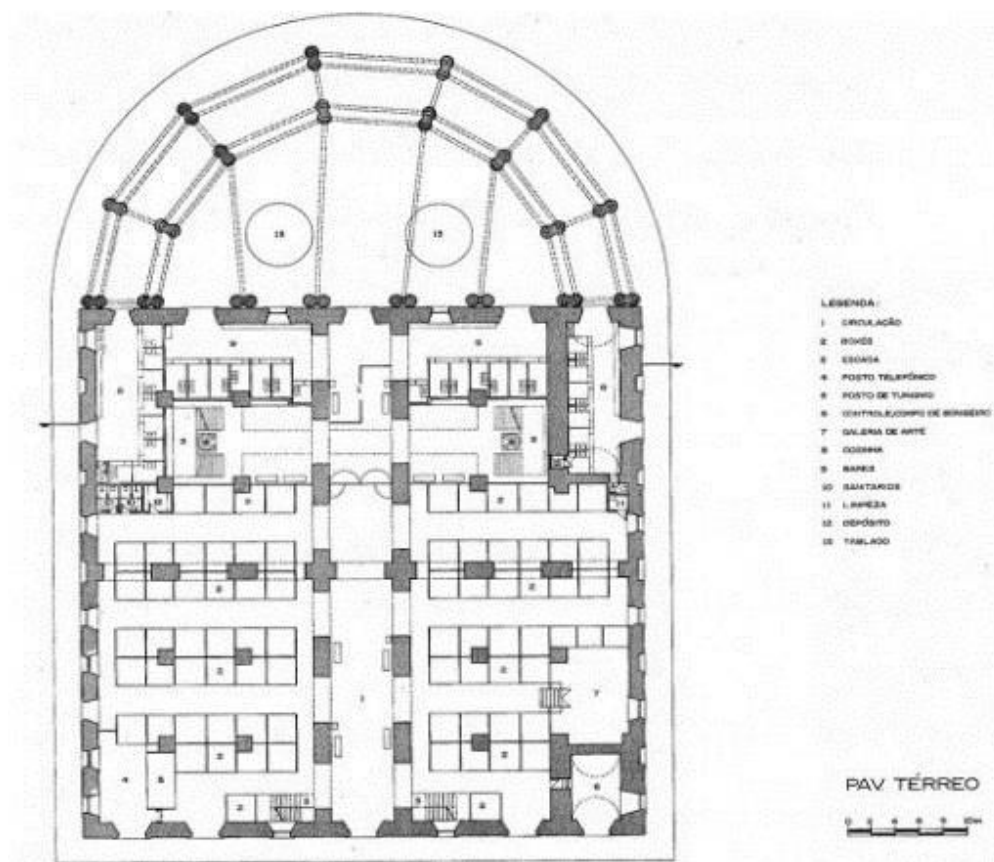 LEGENDA:
1 CIRCULAÇÃO
2 BOXES
3 ESCADA
4 POSTO TELEFÔNICO
5 POSTO DE TURISMO
6 CONTROLE/CORPO DE BOMBEIRO
7 GALERIA DE ARTE
8 COZINHA
9 BARES
10 SANITÁRIOS
11 LIMPEZA
12 DEPÓSITO
13 TABLADO
PAV. TÉRREO